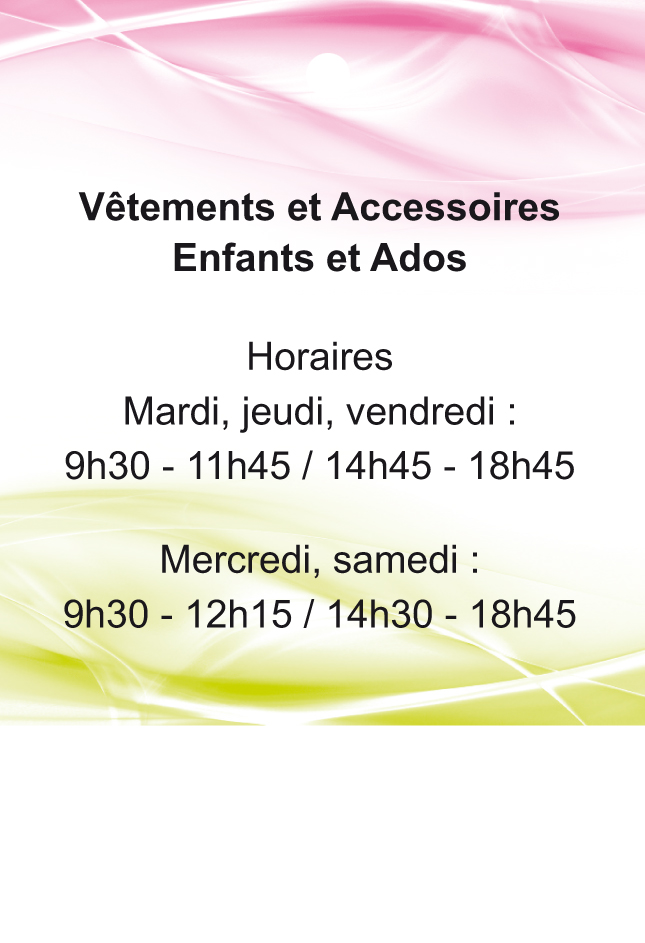 Vêtements et Accessoires
Enfants et Ados
Horaires
Mardi, jeudi, vendredi :
9h30 - 11h45 / 14h45 - 18h45
Mercredi, samedi :
9h30 - 12h15 / 14h30 - 18h45